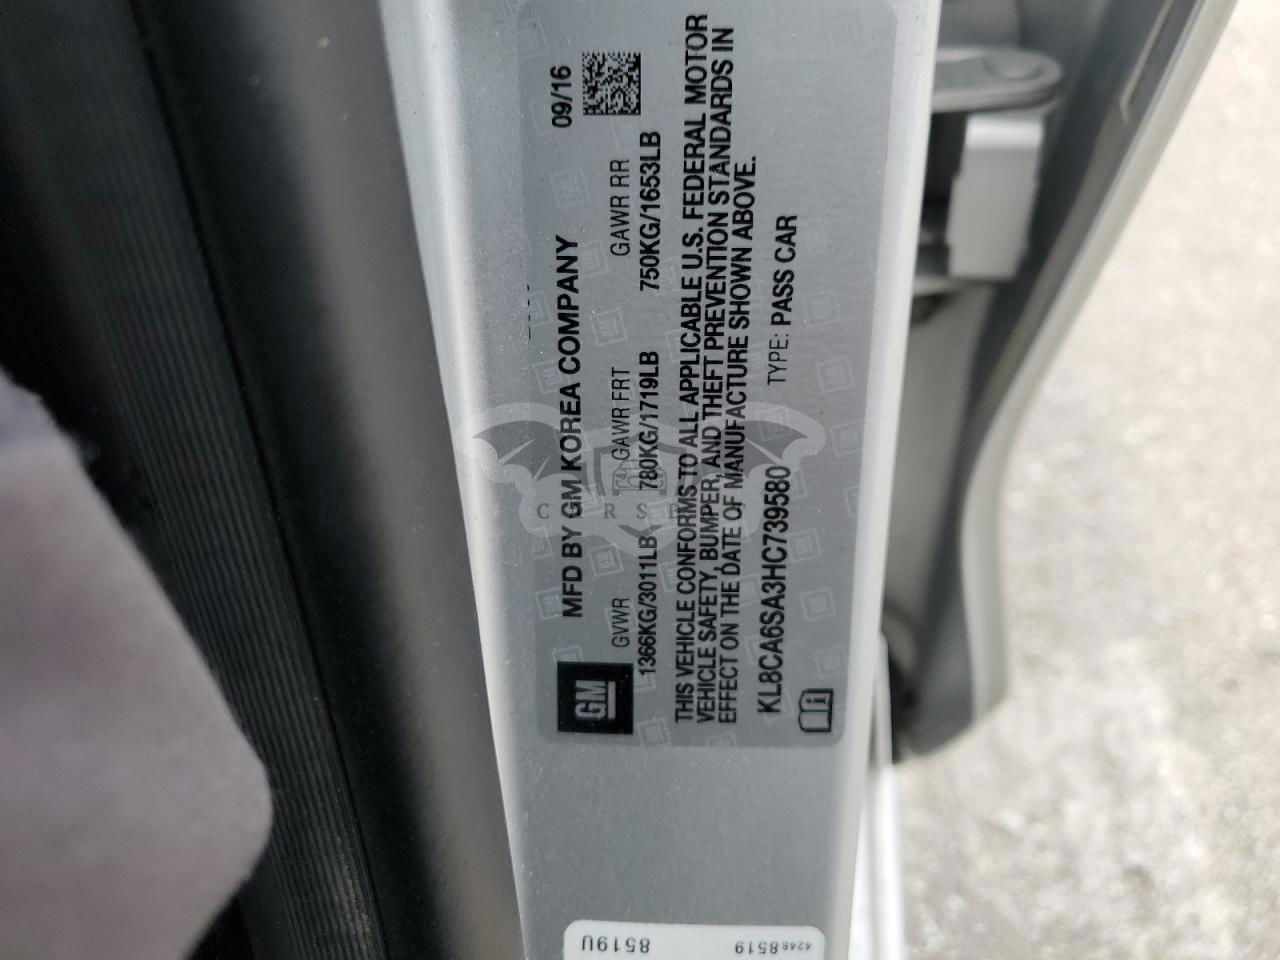 MFD BY GM KOREA COMPANY 09/16
GM
GVWR GAWR FRT GAWR RR
1366KG/3011LB 780KG/1719LB 750KG/1653LB
THIS VEHICLE CONFORMS TO ALL APPLICABLE U.S. FEDERAL MOTOR
VEHICLE SAFETY, BUMPER, AND THEFT PREVENTION STANDARDS IN
EFFECT ON THE DATE OF MANUFACTURE SHOWN ABOVE.
KL8CA6SA3HC739580 TYPE: PASS CAR
8519U
42468519